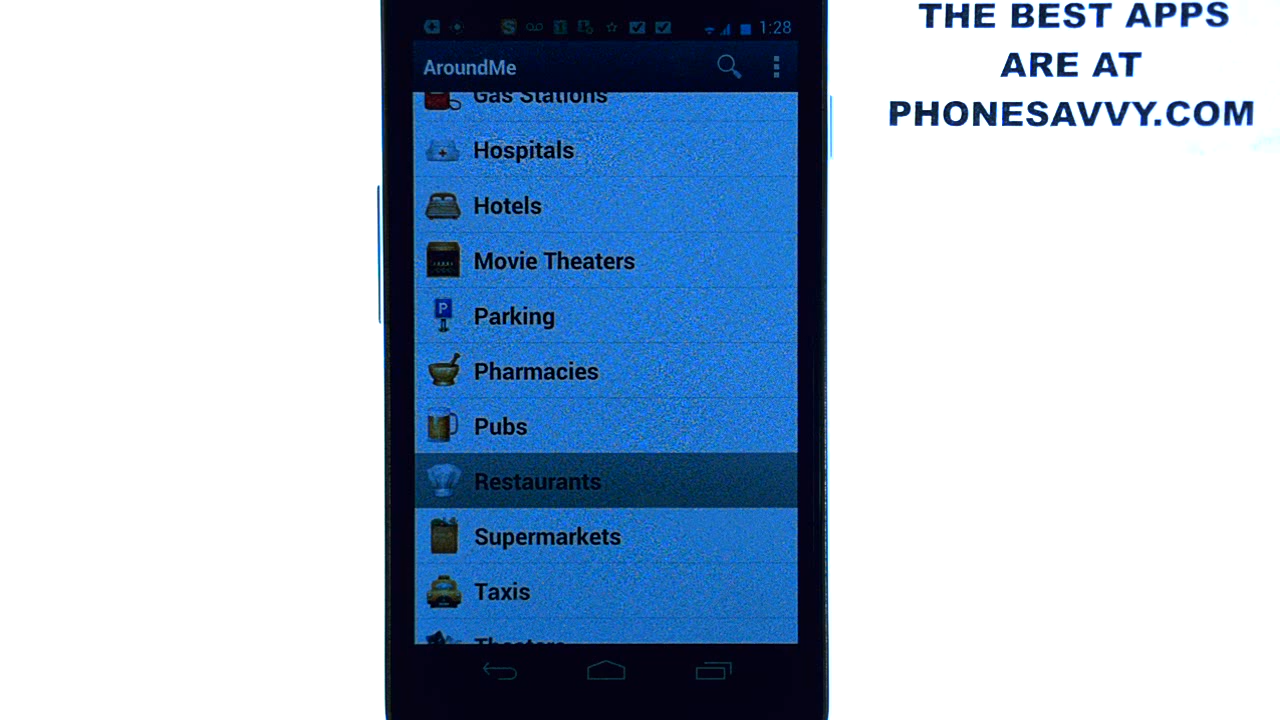 THE BEST APPS
ARE AT
PHONESAVVY.COM
1:28
AroundMe
Gas Stations
Hospitals
Hotels
Movie Theaters
P
Parking
Pharmacies
Pubs
Restaurants
Supermarkets
Taxis
Theaters